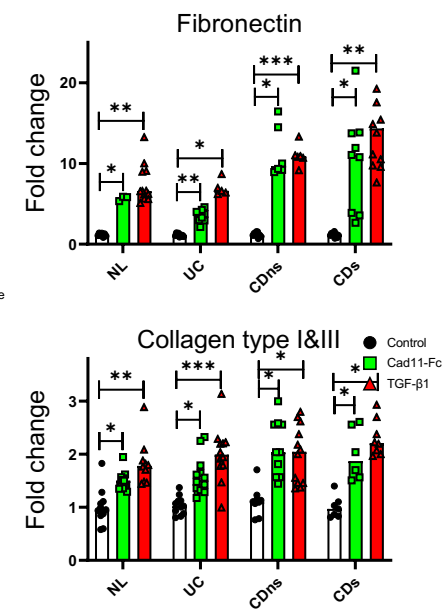 Fibronectin
Fold change
20
10
0
** * * ** *** * ** *
NL UC CDns CDs
e
Collagen type I&III
Control
Cad11-Fc
TGF-β1
Fold change
3
2
1
0
** * *** * * * * *
NL UC CDns CDs